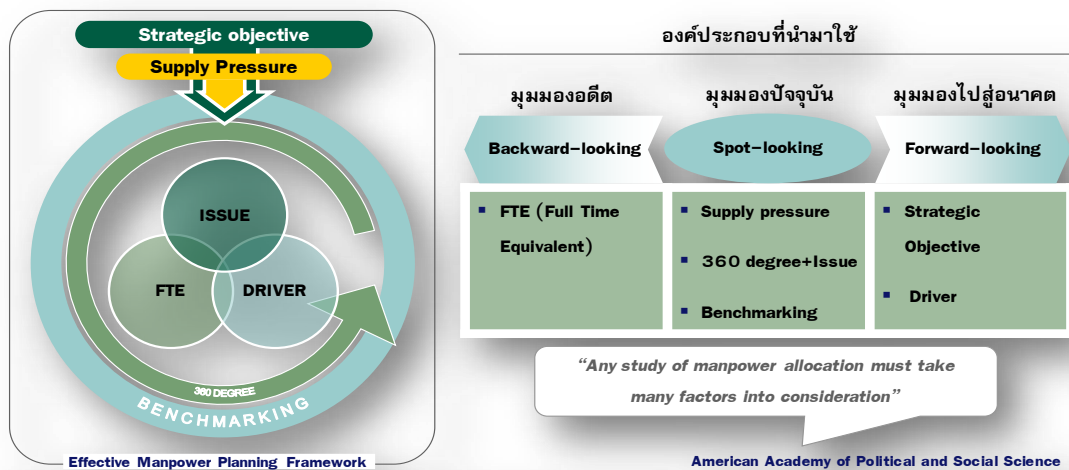 Strategic objective
Supply Pressure
ISSUE
FTE
DRIVER
360 DEGREE
BENCHMARKING
Effective Manpower Planning Framework
องค์ประกอบที่นำมาใช้
มุมมองอดีต
มุมมองปัจจุบัน
มุมมองไปสู่อนาคต
Backward-looking
Spot-looking
Forward-looking
▪ FTE (Full Time
Equivalent)
▪ Supply pressure
▪ 360 degree+Issue
▪ Benchmarking
▪ Strategic
Objective
▪ Driver
“Any study of manpower allocation must take
many factors into consideration”
American Academy of Political and Social Science